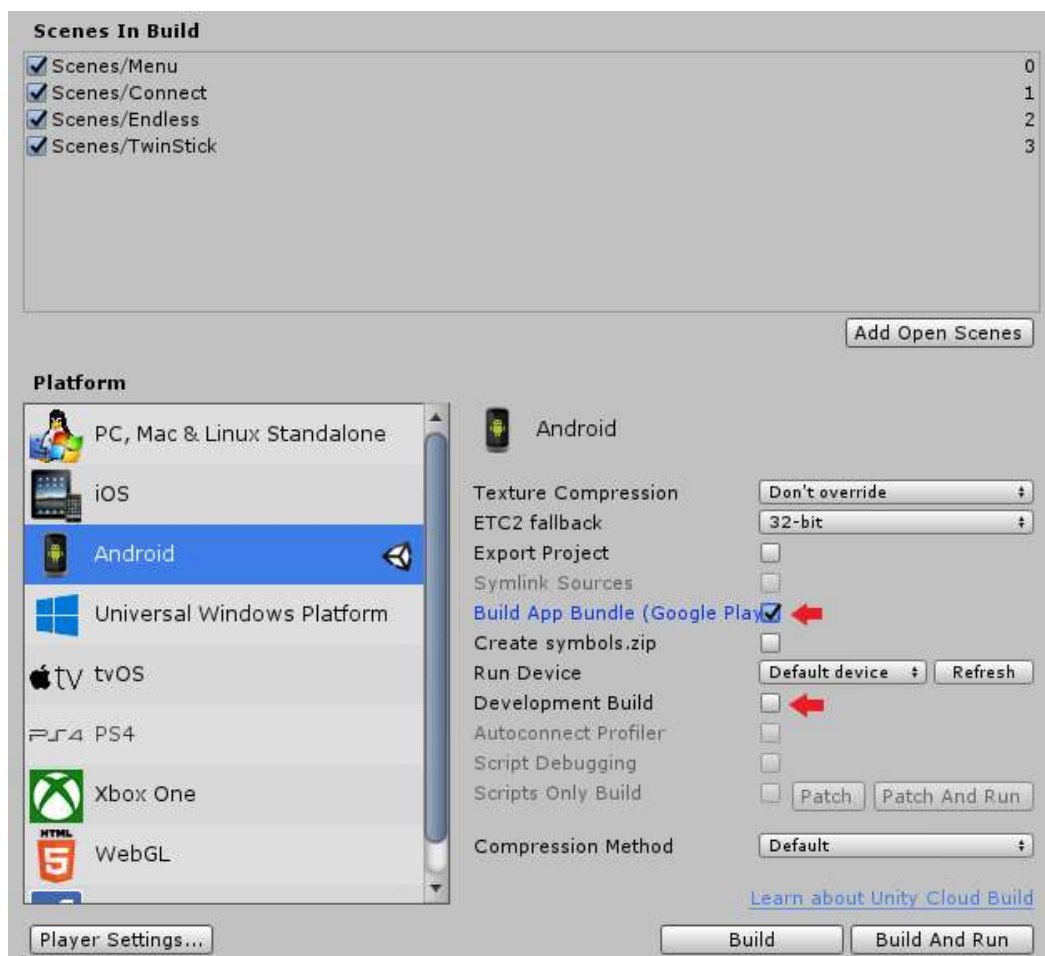 Scenes In Build
Scenes/Menu 0
Scenes/Connect 1
Scenes/Endless 2
Scenes/TwinStick 3
Add Open Scenes
Platform
PC, Mac & Linux Standalone
iOS
Android
Universal Windows Platform
tv tvOS
PS4 PS4
Xbox One
HTML
5
WebGL
Android
Texture Compression Don't override
ETC2 fallback 32-bit
Export Project
Symlink Sources
Build App Bundle (Google Play
Create symbols.zip
Run Device Default device Refresh
Development Build
Autoconnect Profiler
Script Debugging
Scripts Only Build Patch Patch And Run
Compression Method Default
Learn about Unity Cloud Build
Player Settings... Build Build And Run